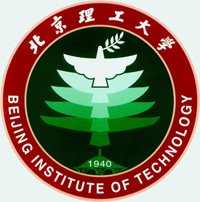 北京理工大学
1940
BEIJING INSTITUTE OF TECHNOLOGY